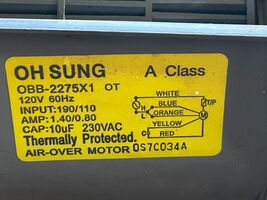 OH SUNG A Class
OBB-2275X1 OT
120V 60Hz
INPUT:190/110
AMP:1.40/0.80
CAP:10uF 230VAC
Thermally Protected.
AIR-OVER MOTOR 0S7C034A
WHITE
BLUE
ORANGE
YELLOW
RED
H
L
M
C
T/P